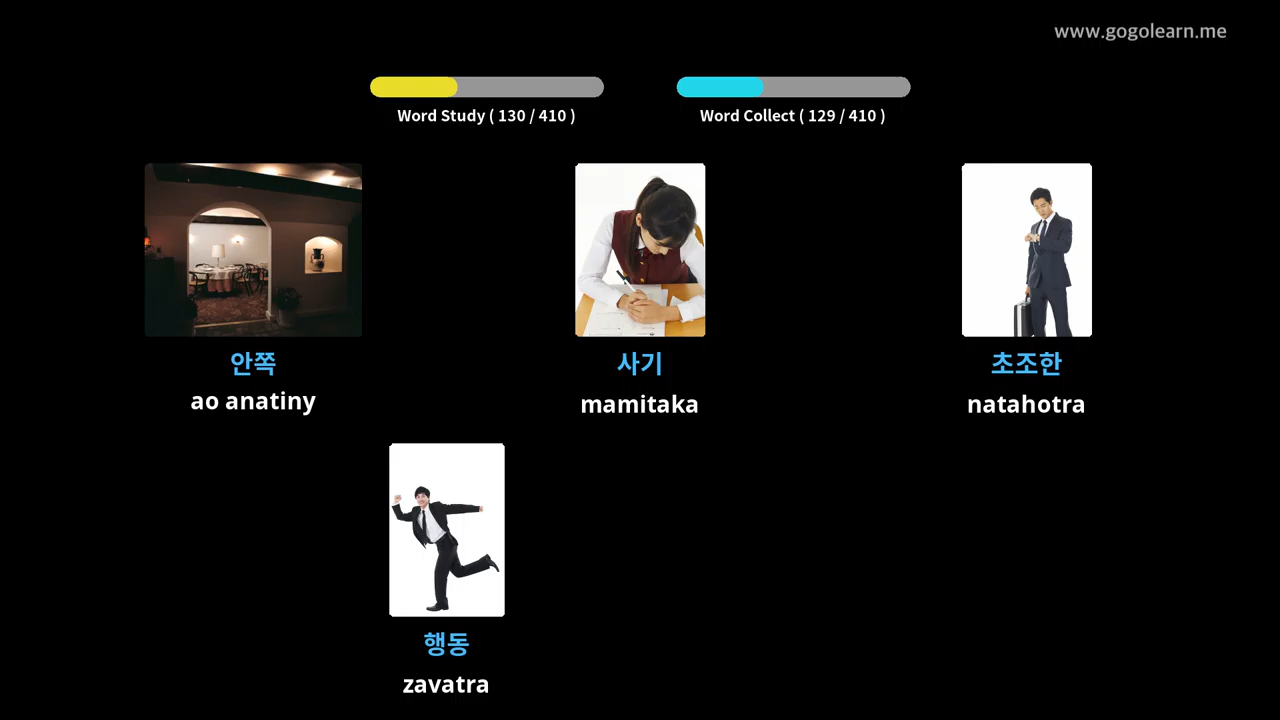 www.gogolearn.me
Word Study ( 130 / 410 )
Word Collect ( 129 / 410 )
안쪽
ao anatiny
사기
mamitaka
초조한
natahotra
행동
zavatra